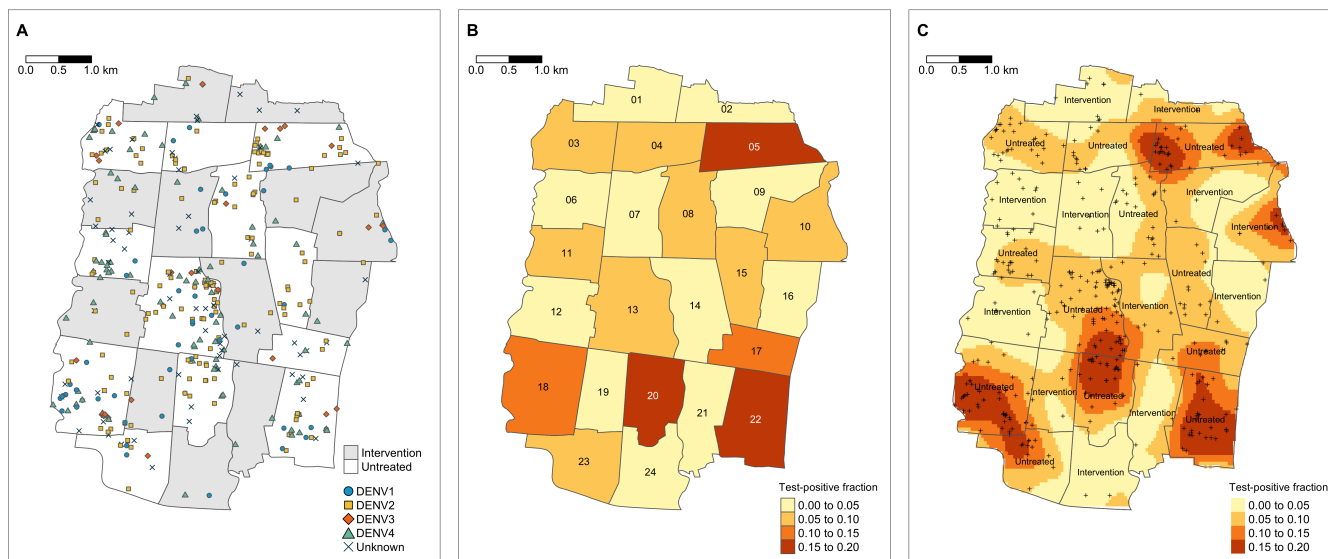 A
0.0 0.5 1.0 km
Intervention
Untreated
DENV1
DENV2
DENV3
DENV4
Unknown
B
0.0 0.5 1.0 km
01
02
03
04
05
06
07
08
09
10
11
12
13
14
15
16
17
18
19
20
21
22
23
24
Test-positive fraction
0.00 to 0.05
0.05 to 0.10
0.10 to 0.15
0.15 to 0.20
C
0.0 0.5 1.0 km
Intervention
Intervention
Untreated
Untreated
Untreated
Intervention
Intervention
Intervention
Untreated
Intervention
Untreated
Untreated
Intervention
Intervention
Untreated
Intervention
Untreated
Untreated
Intervention
Untreated
Intervention
Untreated
Untreated
Intervention
Test-positive fraction
0.00 to 0.05
0.05 to 0.10
0.10 to 0.15
0.15 to 0.20